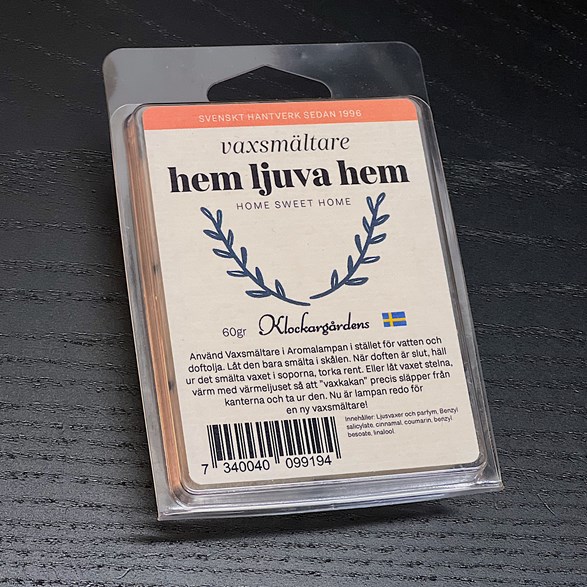 SVENSKT HANTVERK SEDAN 1996
vaxsmältare
hem ljuva hem
HOME SWEET HOME
60gr Klockargårdens
Använd Vaxsmältare i Aromalampan i stället för vatten och
doftolja. Låt den bara smälta i skålen. När doften är slut, häll
ur det smälta vaxet i soporna, torka rent. Eller låt vaxet stelna,
värm med värmeljuset så att "vaxkakan" precis släpper från
kanterna och ta ur den. Nu är lampan redo för
en ny vaxsmältare!
Innehåller: Ljusvaxer och parfym, Benzyl
salicylate, cinnamal, coumarin, benzyl
besoate, linalool.
7 340040 099194